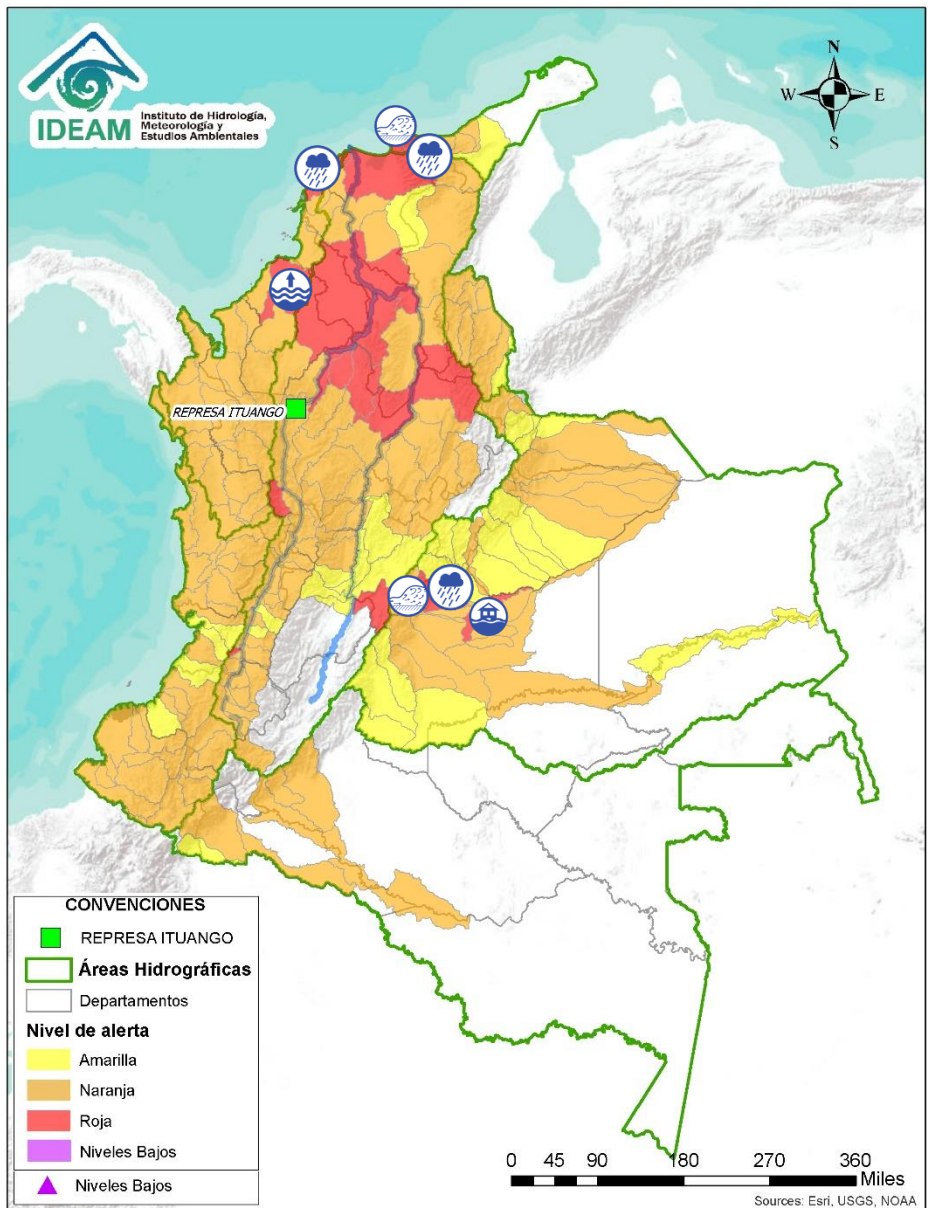 IDEAM
Instituto de Hidrología,
Meteorología y
Estudios Ambientales
N
W
E
S
REPRESA ITUANGO
CONVENCIONES
REPRESA ITUANGO
Áreas Hidrográficas
Departamentos
Nivel de alerta
Amarilla
Naranja
Roja
Niveles Bajos
Niveles Bajos
0 45 90 180 270 360
Miles
Sources: Esri, USGS, NOAA